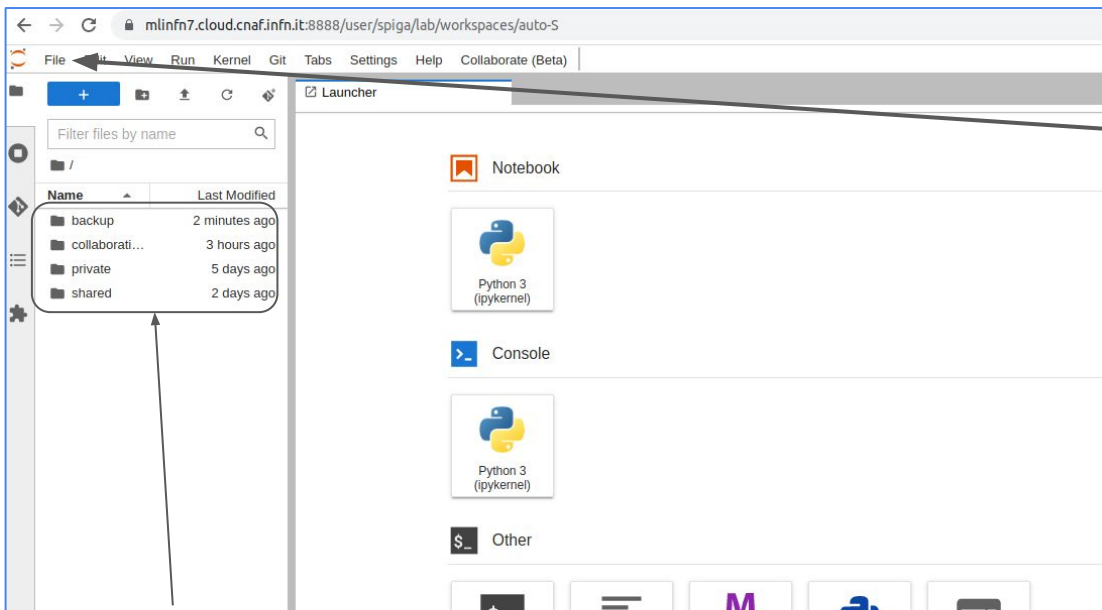 mlinfn7.cloud.cnaf.infn.it:8888/user/spiga/lab/workspaces/auto-S
File Edit View Run Kernel Git Tabs Settings Help Collaborate (Beta)
+
Launcher
Filter files by name
/
Name Last Modified
backup 2 minutes ago
collaborati… 3 hours ago
private 5 days ago
shared 2 days ago
Notebook
Python 3
(ipykernel)
>_ Console
Python 3
(ipykernel)
$_ Other
M